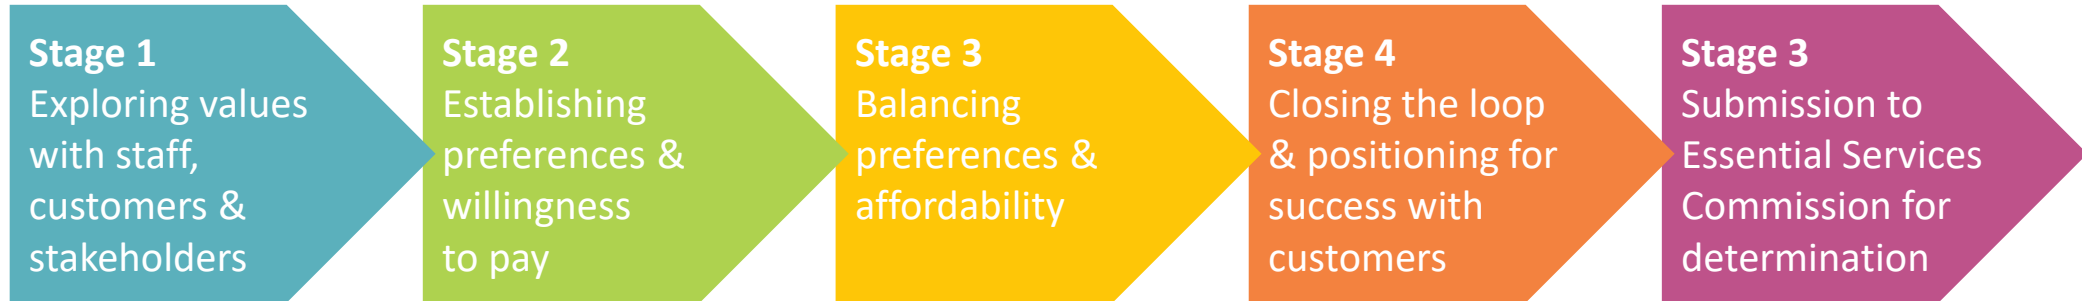 Stage 1
Exploring values
with staff,
customers &
stakeholders
Stage 2
Establishing
preferences &
willingness
to pay
Stage 3
Balancing
preferences &
affordability
Stage 4
Closing the loop
& positioning for
success with
customers
Stage 3
Submission to
Essential Services
Commission for
determination